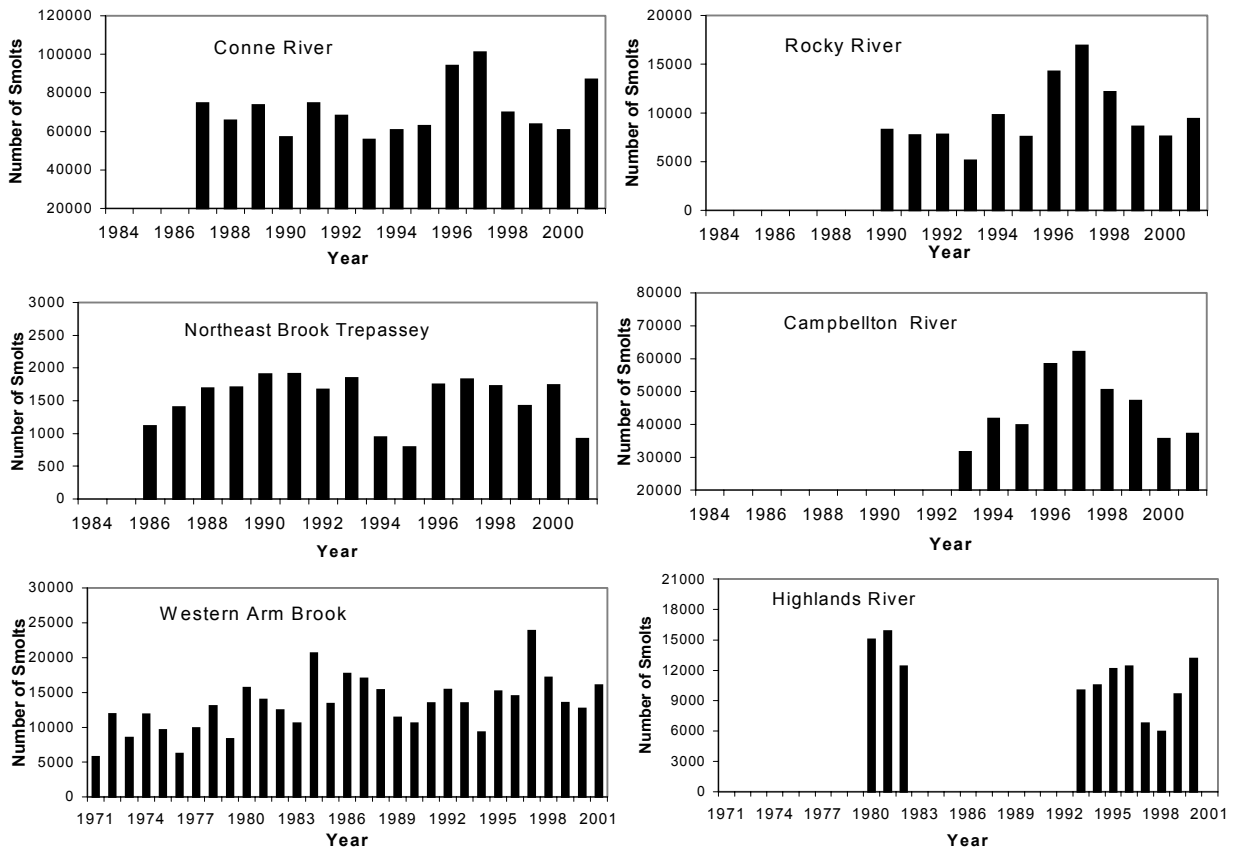 Conne River
Number of Smolts
120000
100000
80000
60000
40000
20000
1984 1986 1988 1990 1992 1994 1996 1998 2000
Year
Rocky River
Number of Smolts
20000
15000
10000
5000
0
1984 1986 1988 1990 1992 1994 1996 1998 2000
Year
Northeast Brook Trepassey
Number of Smolts
3000
2500
2000
1500
1000
500
0
1984 1986 1988 1990 1992 1994 1996 1998 2000
Year
Campbellton River
Number of Smolts
80000
70000
60000
50000
40000
30000
20000
1984 1986 1988 1990 1992 1994 1996 1998 2000
Year
Western Arm Brook
Number of Smolts
30000
25000
20000
15000
10000
5000
0
1971 1974 1977 1980 1983 1986 1989 1992 1995 1998 2001
Year
Highlands River
Number of Smolts
21000
18000
15000
12000
9000
6000
3000
0
1971 1974 1977 1980 1983 1986 1989 1992 1995 1998 2001
Year